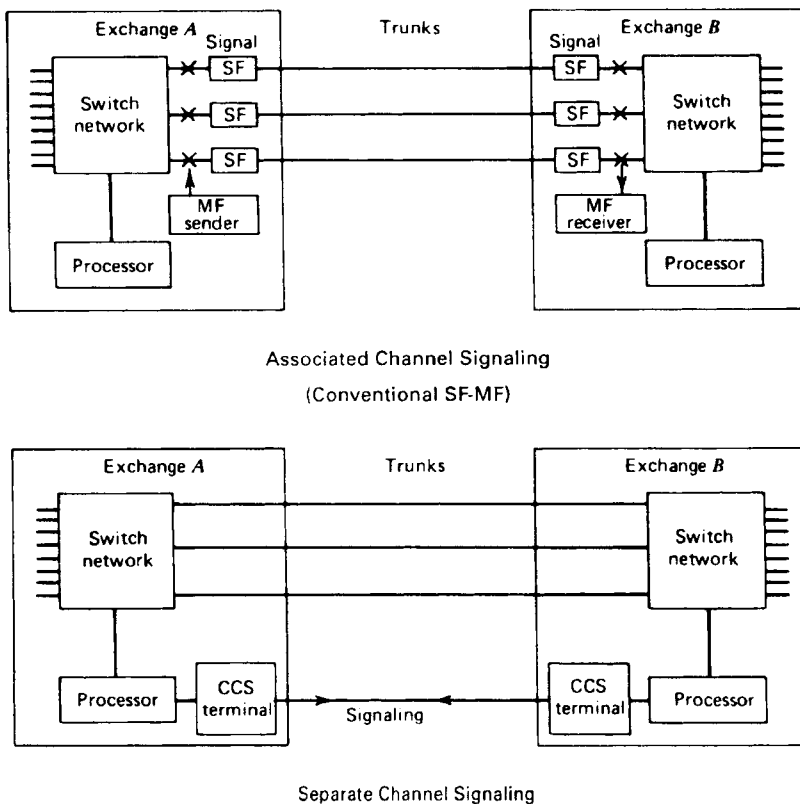 Exchange A
Trunks
Exchange B
Signal
Signal
SF
SF
Switch
network
Switch
network
SF
SF
SF
SF
MF
sender
MF
receiver
Processor
Processor
Associated Channel Signaling
(Conventional SF-MF)
Exchange A
Trunks
Exchange B
Switch
network
Switch
network
Processor
CCS
terminal
Signaling
CCS
terminal
Processor
Separate Channel Signaling